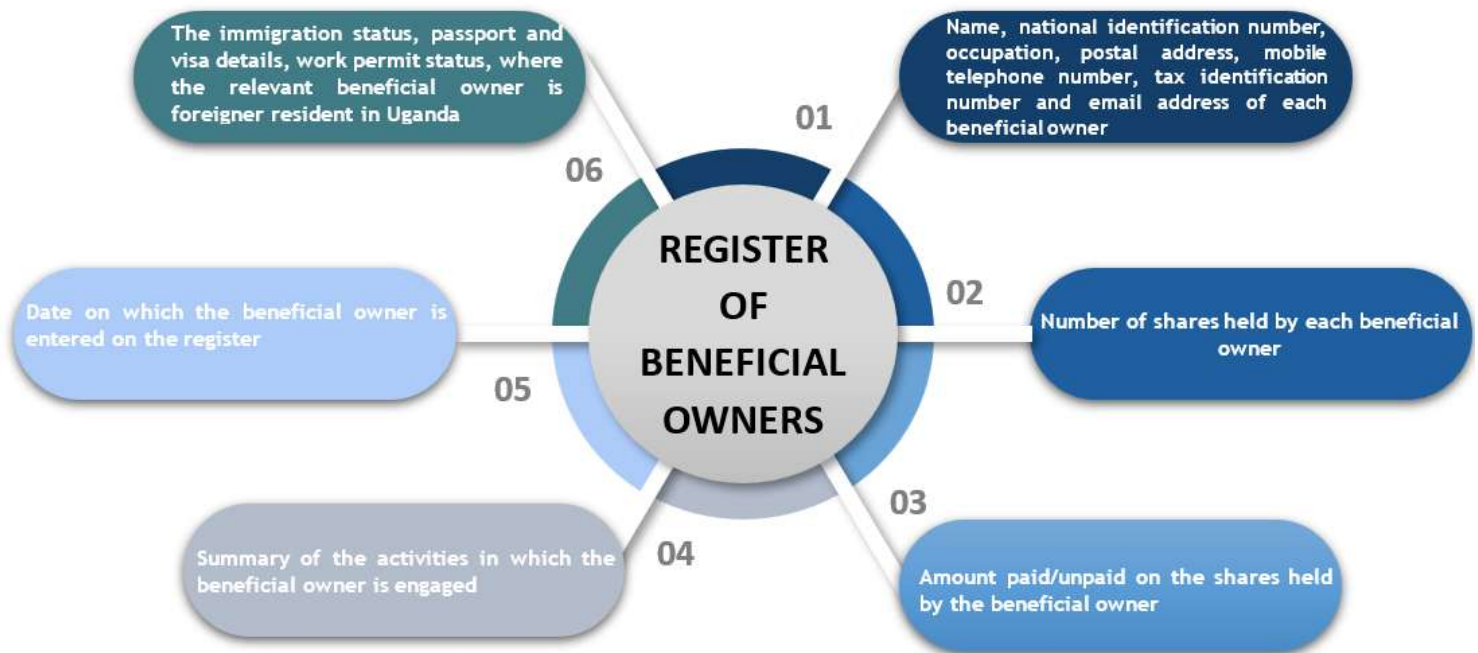 REGISTER
OF
BENEFICIAL
OWNERS
01
Name, national identification number,
occupation, postal address, mobile
telephone number, tax identification
number and email address of each
beneficial owner
02
Number of shares held by each beneficial
owner
03
Amount paid/unpaid on the shares held
by the beneficial owner
04
Summary of the activities in which the
beneficial owner is engaged
05
Date on which the beneficial owner is
entered on the register
06
The immigration status, passport and
visa details, work permit status, where
the relevant beneficial owner is
foreigner resident in Uganda